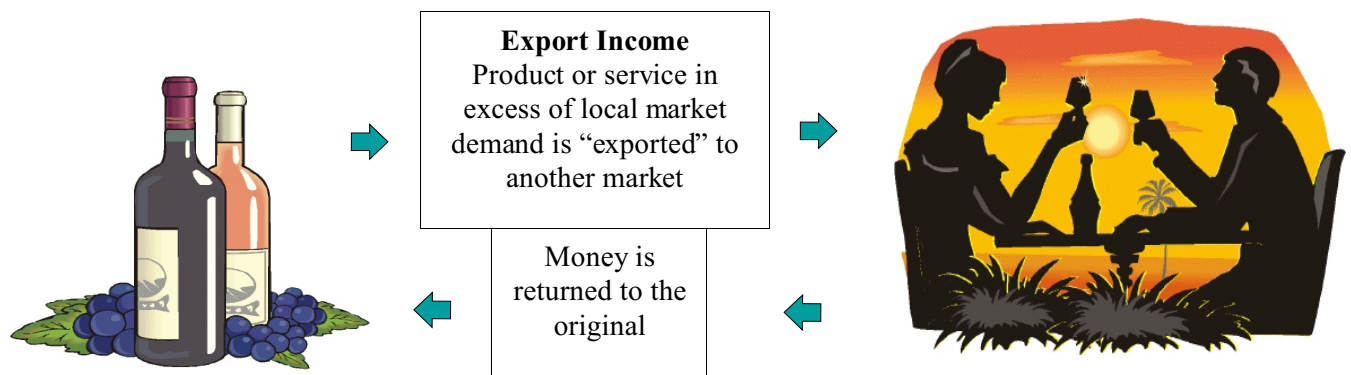 Export Income
Product or service in
excess of local market
demand is “exported” to
another market
Money is
returned to the
original